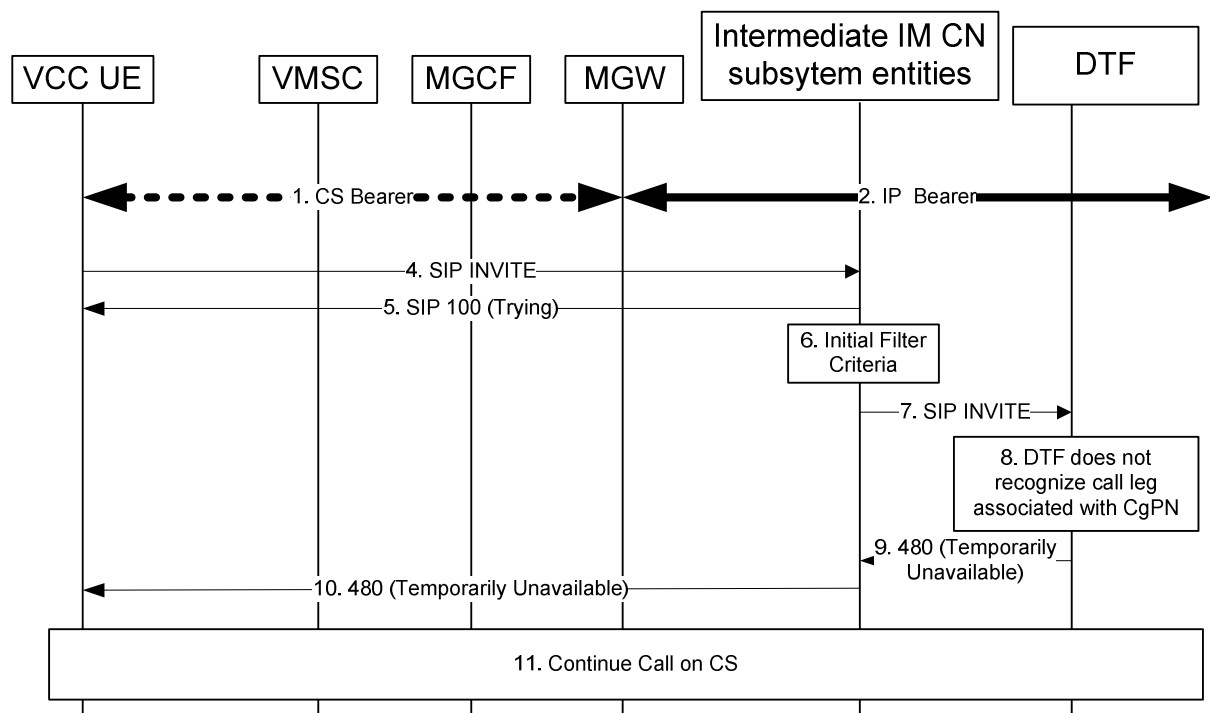 VCC UE
VMSC
MGCF
MGW
Intermediate IM CN
subsytem entities
DTF
1. CS Bearer
2. IP Bearer
4. SIP INVITE
5. SIP 100 (Trying)
6. Initial Filter
Criteria
7. SIP INVITE
8. DTF does not
recognize call leg
associated with CgPN
9. 480 (Temporarily
Unavailable)
10. 480 (Temporarily Unavailable)
11. Continue Call on CS